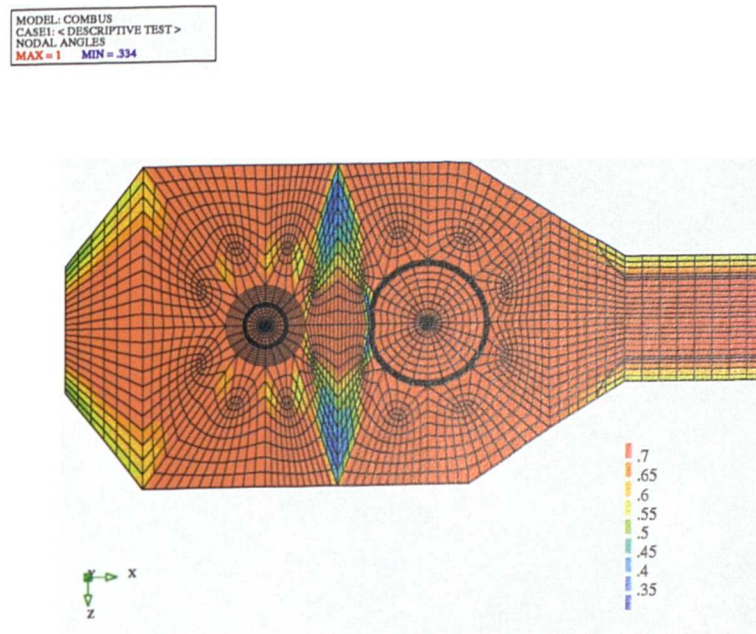 MODEL: COMBUS
CASE1: < DESCRIPTIVE TEST >
NODAL ANGLES
MAX = 1 MIN = .334
.7
.65
.6
.55
.5
.45
.4
.35
Y X
Z